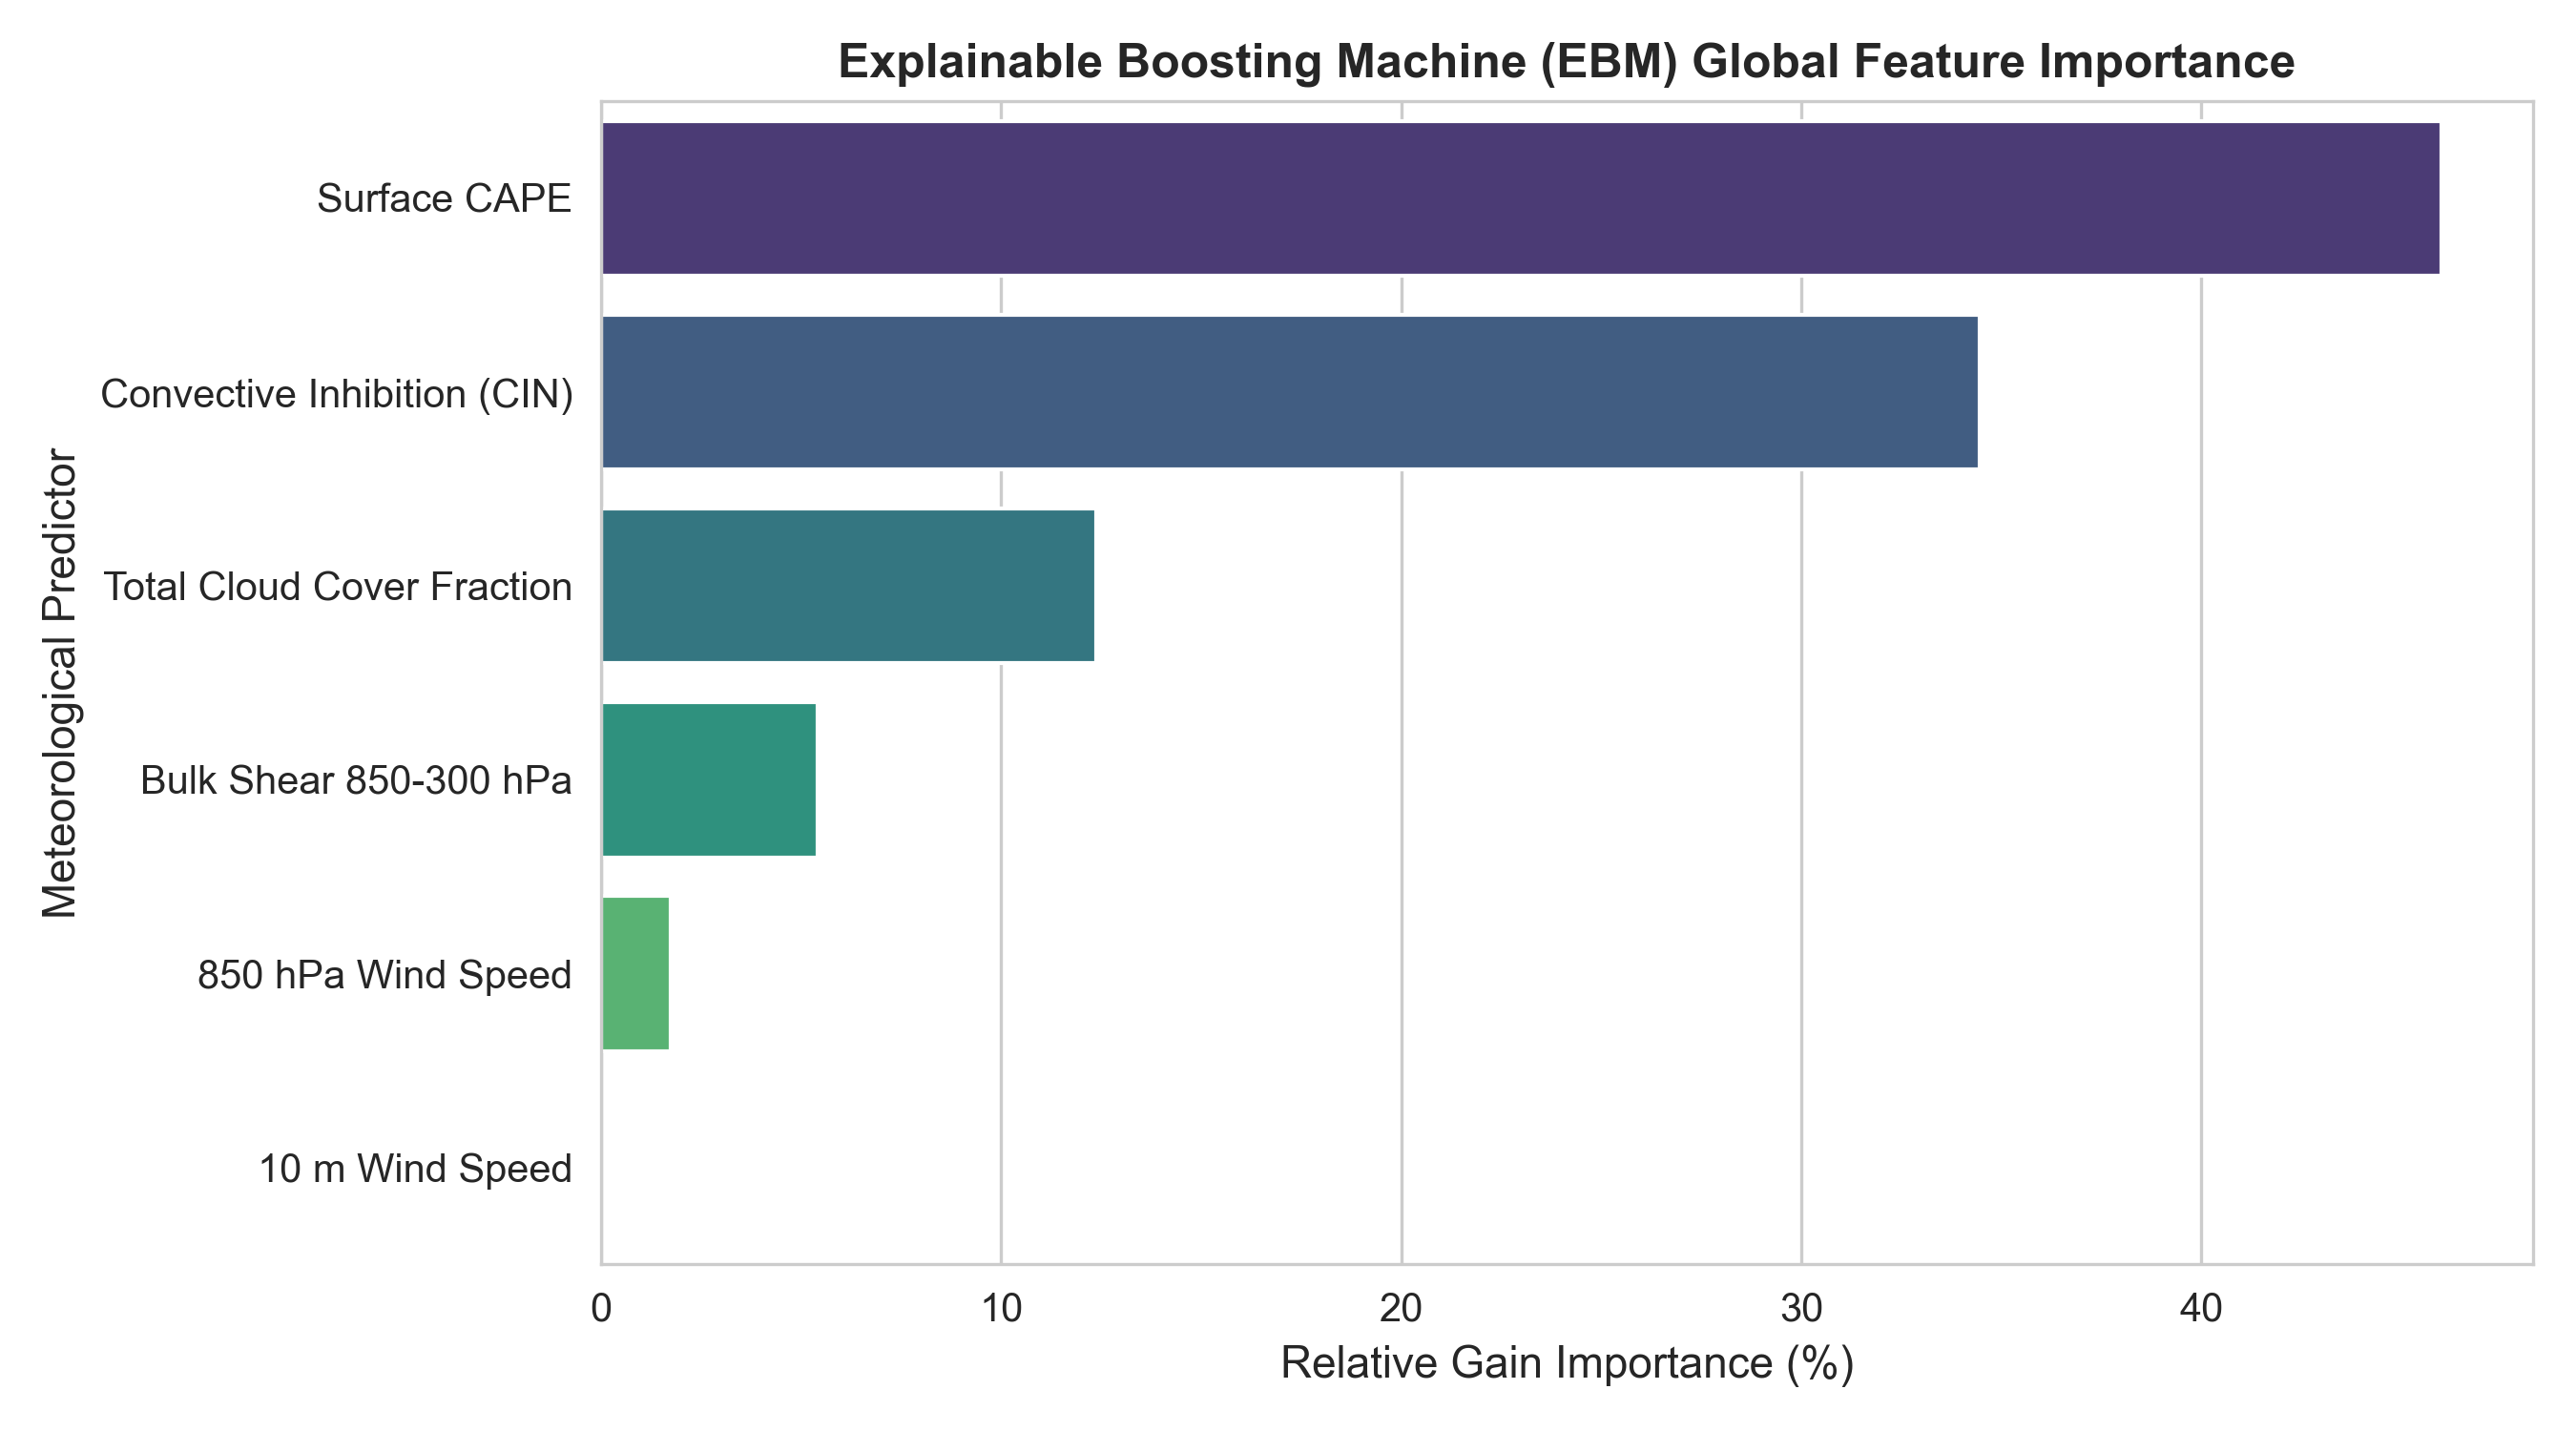 Explainable Boosting Machine (EBM) Global Feature Importance
Meteorological Predictor
Surface CAPE
Convective Inhibition (CIN)
Total Cloud Cover Fraction
Bulk Shear 850-300 hPa
850 hPa Wind Speed
10 m Wind Speed
0 10 20 30 40
Relative Gain Importance (%)